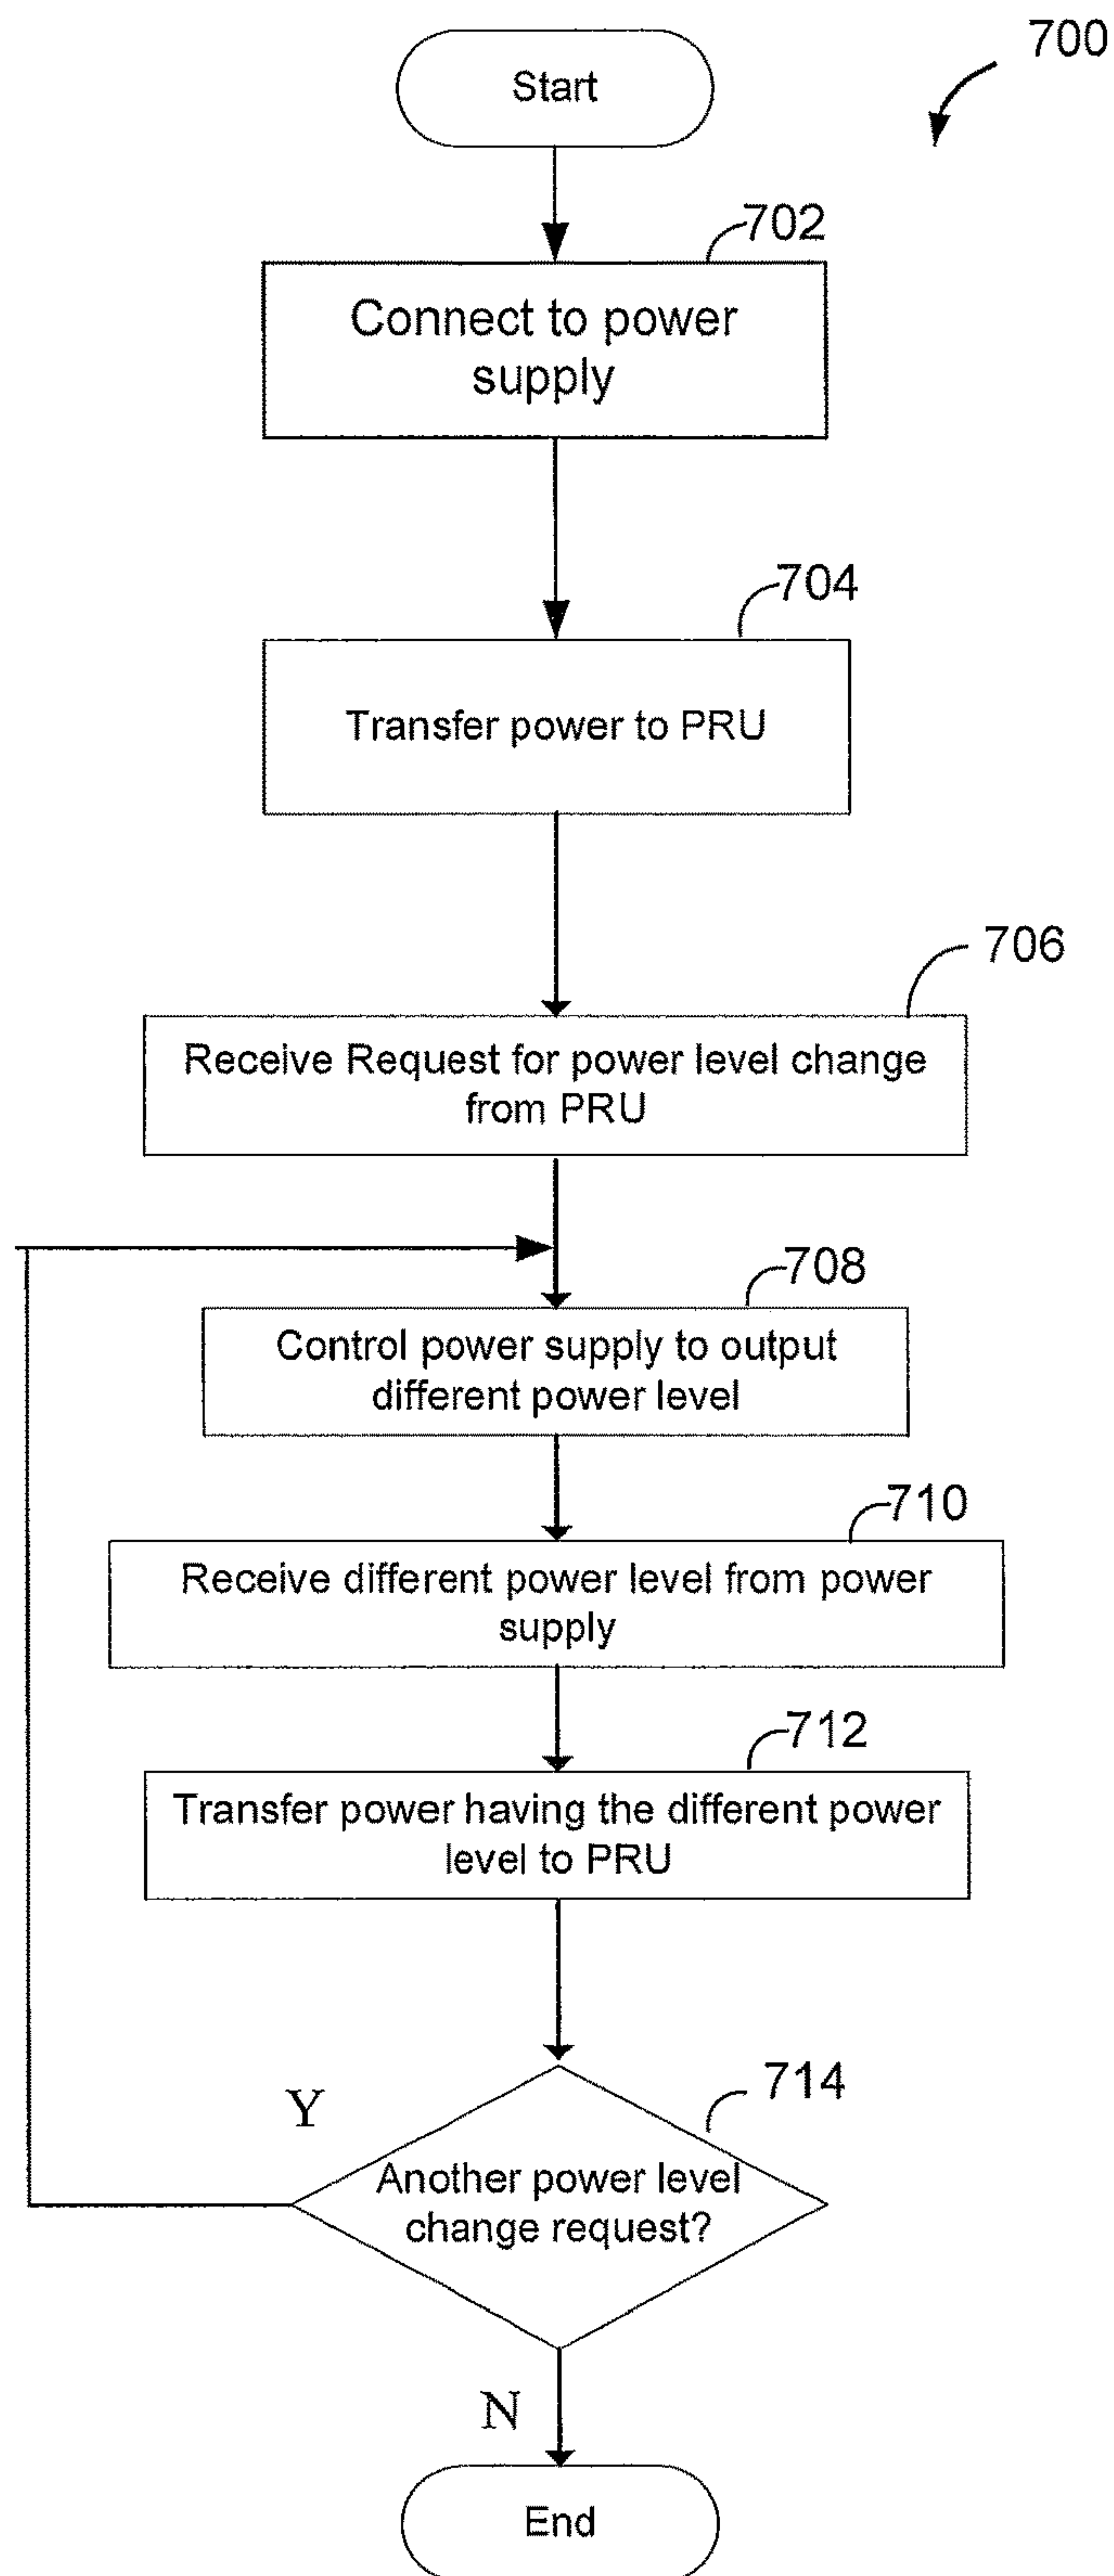 700
Start
702
Connect to power
supply
704
Transfer power to PRU
706
Receive Request for power level change
from PRU
708
Control power supply to output
different power level
710
Receive different power level from power
supply
712
Transfer power having the different power
level to PRU
714
Y
Another power level
change request?
N
End